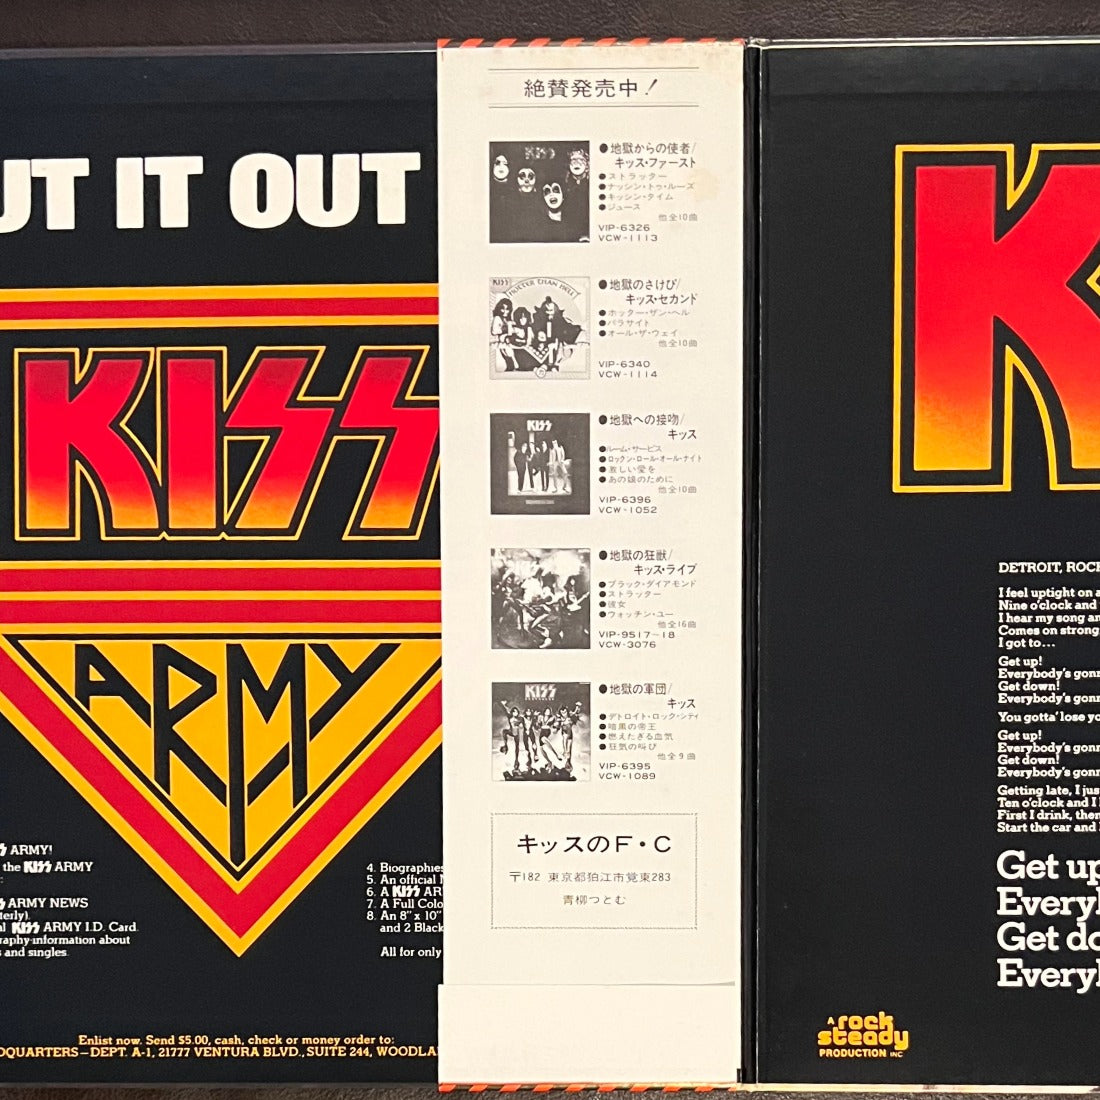 UT IT OUT
KISS
ARMY
KISS ARMY!
the KISS ARMY
KISS ARMY NEWS
terly).
al KISS ARMY I.D. Card.
raphy-information about
s and singles.
4. Biographies
5. An official
6. A KISS AR
7. A Full Colo
8. An 8" x 10"
and 2 Black
All for only
Enlist now. Send $5.00, cash, check or money order to:
DQUARTERS – DEPT. A-1, 21777 VENTURA BLVD., SUITE 244, WOODLA
絶賛発売中!
KISS
●地獄からの使者/
キッス・ファースト
●ストラッター
●ナッシン・トゥ・ルーズ
●キッシン・タイム
●ジュース
他全10曲
VIP-6326
VCW-1113
KISS
HOTTER THAN HELL
●地獄のさけび/
キッス・セカンド
●ホッター・ザン・ヘル
●パラサイト
●オール・ザ・ウェイ
他全10曲
VIP-6340
VCW-1114
KISS
●地獄への接吻/
キッス
●ルーム・サービス
●ロックン・ロール・オール・ナイト
●激しい愛を
●あの娘のために
他全10曲
VIP-6396
VCW-1052
●地獄の狂獣/
キッス・ライブ
●ブラック・ダイアモンド
●ストラッター
●彼女
●ウォッチン・ユー
他全16曲
VIP-9517~18
VCW-3076
KISS
●地獄の軍団/
キッス
●デトロイト・ロック・シティ
●暗黒の帝王
●燃えたぎる血気
●狂気の叫び
他全9曲
VIP-6395
VCW-1089
キッスのF・C
〒182 東京都狛江市覚東283
青柳つとむ
K
DETROIT, ROCK
I feel uptight on a
Nine o'clock and
I hear my song an
Comes on strong,
I got to...
Get up!
Everybody's gonn
Get down!
Everybody's gonn
You gotta' lose yo
Get up!
Everybody's gonn
Get down!
Everybody's gonn
Getting late, I jus
Ten o'clock and I
First I drink, then
Start the car and
Get up
Everyb
Get do
Everyb
A rock
steady
PRODUCTION INC